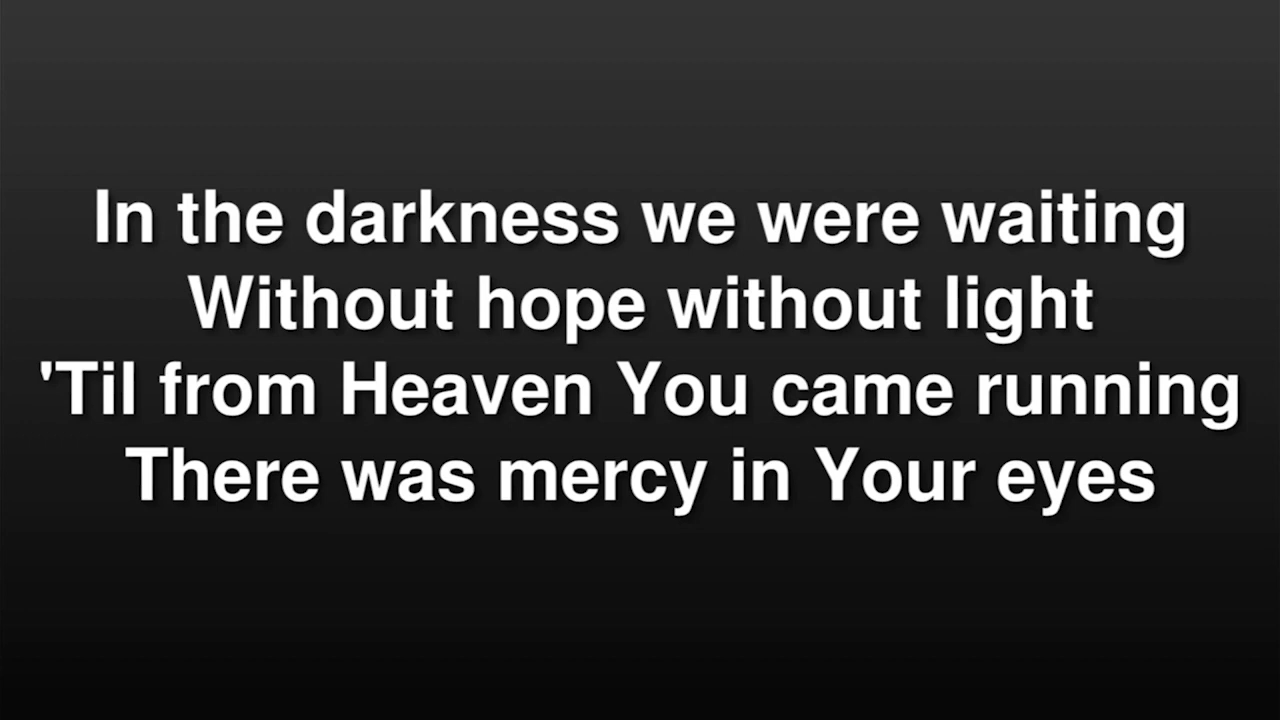 In the darkness we were waiting
Without hope without light
'Til from Heaven You came running
There was mercy in Your eyes